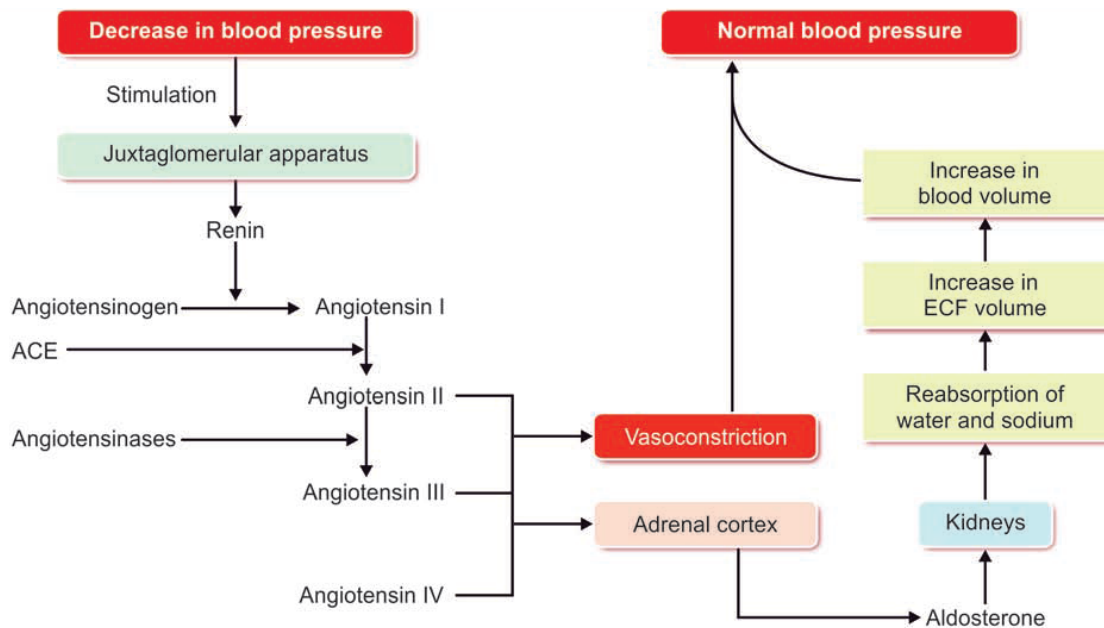 Decrease in blood pressure
Stimulation
Juxtaglomerular apparatus
Renin
Angiotensinogen
Angiotensin I
ACE
Angiotensin II
Angiotensinases
Angiotensin III
Angiotensin IV
Vasoconstriction
Adrenal cortex
Aldosterone
Kidneys
Reabsorption of
water and sodium
Increase in
ECF volume
Increase in
blood volume
Normal blood pressure